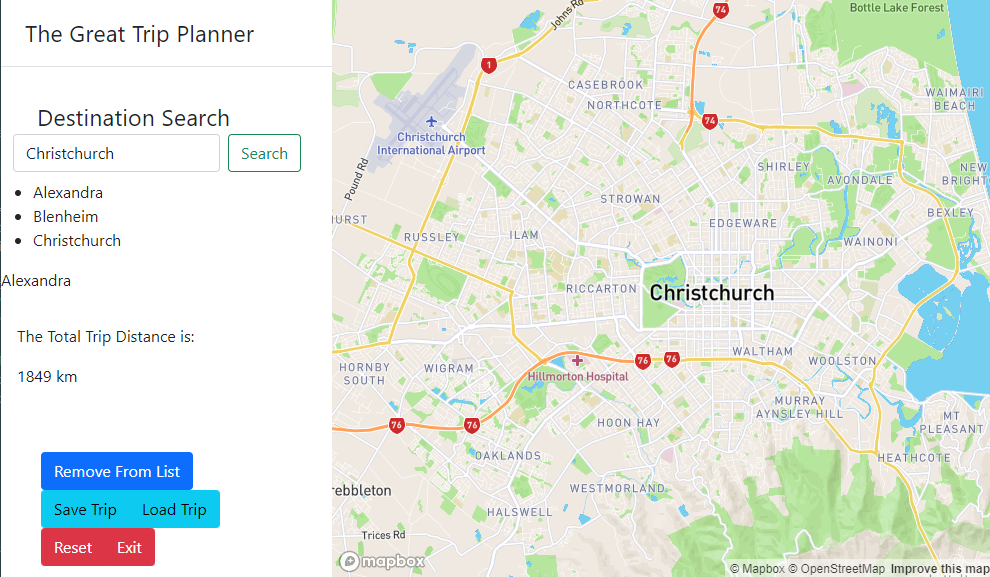 The Great Trip Planner
Destination Search
Christchurch
Search
Alexandra
Blenheim
Christchurch
Alexandra
The Total Trip Distance is:
1849 km
Remove From List
Save Trip
Load Trip
Reset
Exit
74
Bottle Lake Forest
Johns Rd
1
CASEBROOK
NORTHCOTE
WAIMAIRI
BEACH
74
Christchurch
International Airport
Pound Rd
SHIRLEY
AVONDALE
NEW
BRIGHT
STROWAN
BEXLEY
HURST
RUSSLEY
ILAM
EDGEWARE
WAINONI
RICCARTON
Christchurch
HORNBY
SOUTH
WIGRAM
76
76
WALTHAM
WOOLSTON
Hillmorton Hospital
MURRAY
AYNSLEY HILL
MT
PLEASANT
76
76
HOON HAY
OAKLANDS
HEATHCOTE
rebbleton
WESTMORLAND
HALSWELL
Trices Rd
mapbox
© Mapbox © OpenStreetMap Improve this map